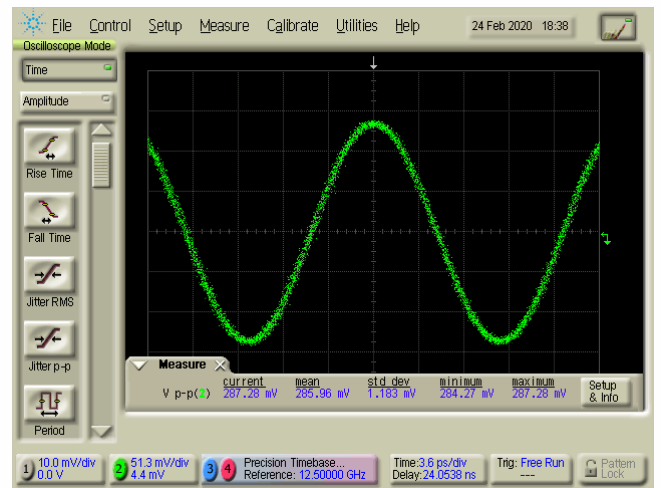 File Control Setup Measure Calibrate Utilities Help 24 Feb 2020 18:38
Oscilloscope Mode
Time
Amplitude
Rise Time
Fall Time
Jitter RMS
Jitter p-p
Period
Measure
current mean std dev minimum maximum
V p-p(2) 287.28 mV 285.96 mV 1.183 mV 284.27 mV 287.28 mV
Setup
& Info
1 10.0 mV/div
0.0 V
2 51.3 mV/div
4.4 mV
3 4 Precision Timebase...
Reference: 12.50000 GHz
Time:3.6 ps/div
Delay:24.0538 ns
Trig: Free Run
---
Pattern
Lock